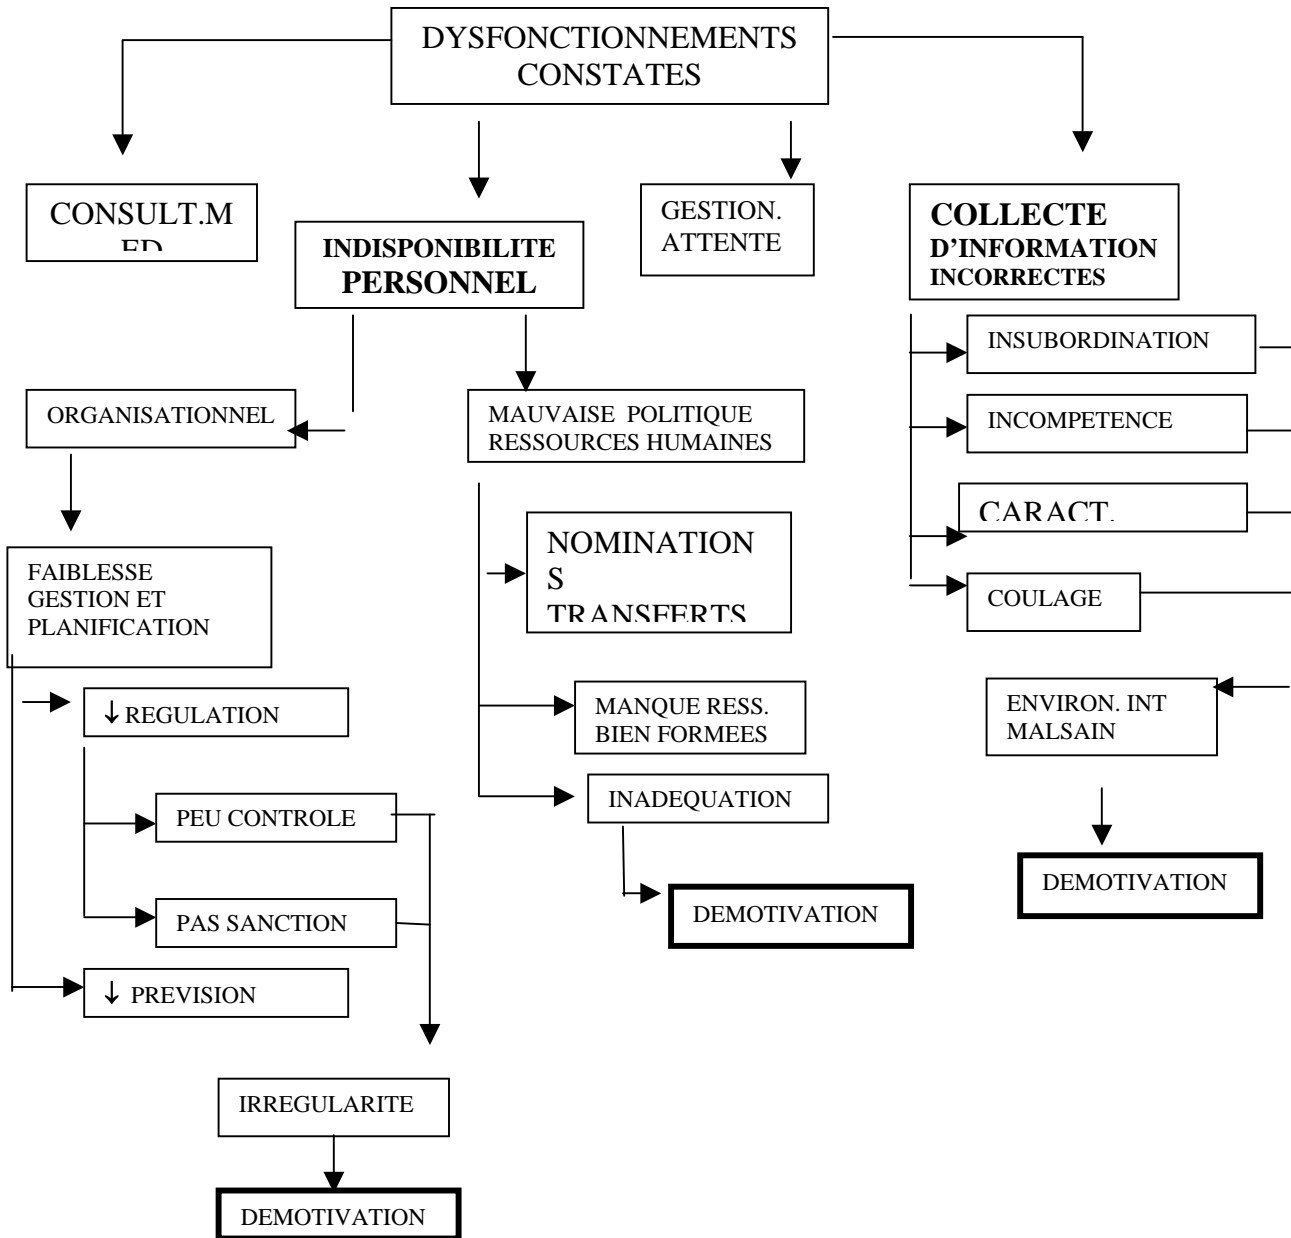 DYSFONCTIONNEMENTS
CONSTATES
CONSULT.M
ED
INDISPONIBILITE
PERSONNEL
GESTION.
ATTENTE
COLLECTE
D'INFORMATION
INCORRECTES
INSUBORDINATION
ORGANISATIONNEL
MAUVAISE POLITIQUE
RESSOURCES HUMAINES
INCOMPETENCE
CARACT.
NOMINATION
S
TRANSFERTS
FAIBLESSE
GESTION ET
PLANIFICATION
COULAGE
↓ REGULATION
MANQUE RESS.
BIEN FORMEES
ENVIRON. INT
MALSAIN
PEU CONTROLE
INADEQUATION
PAS SANCTION
DEMOTIVATION
DEMOTIVATION
↓ PREVISION
IRREGULARITE
DEMOTIVATION